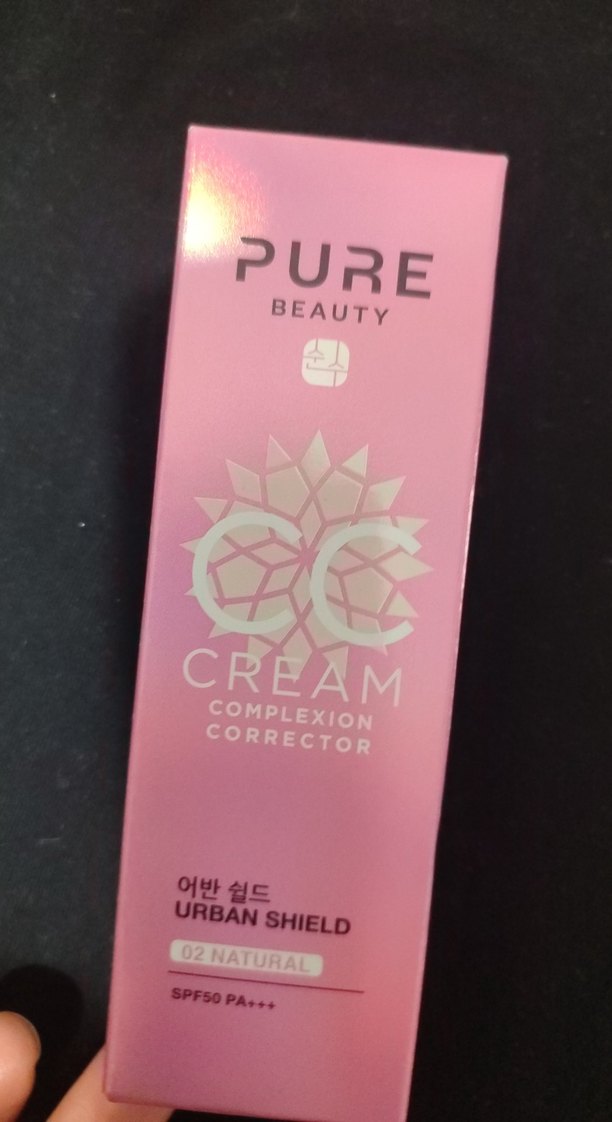 PURE
BEAUTY
순수
CC
CREAM
COMPLEXION
CORRECTOR
어반 쉴드
URBAN SHIELD
02 NATURAL
SPF50 PA+++